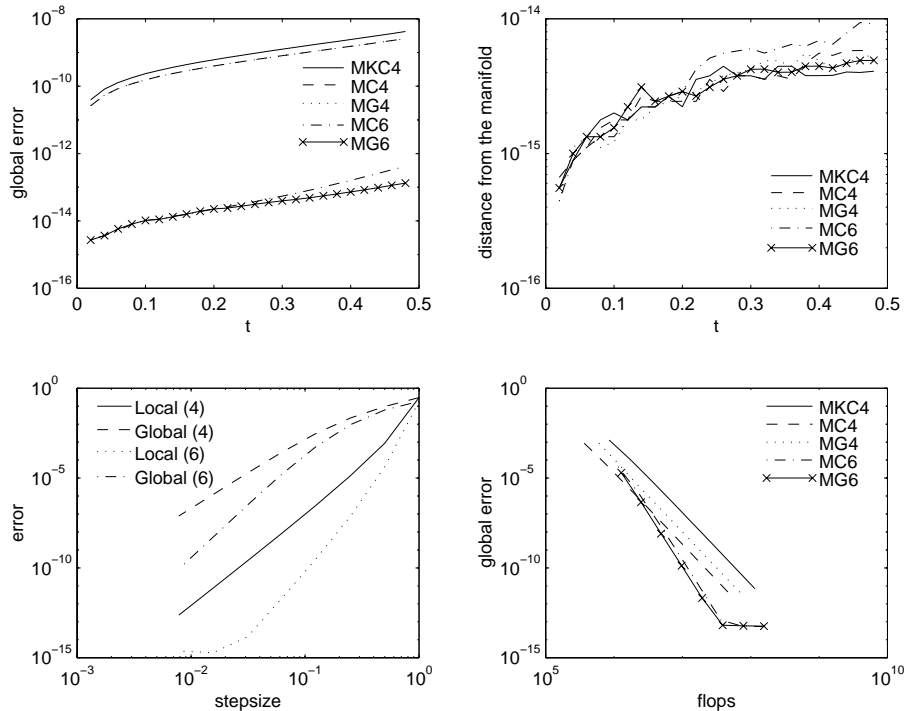 10^-8
10^-10
10^-12
10^-14
10^-16
global error
MKC4
MC4
MG4
MC6
MG6
0 0.1 0.2 0.3 0.4 0.5
t
10^-14
10^-15
10^-16
distance from the manifold
MKC4
MC4
MG4
MC6
MG6
0 0.1 0.2 0.3 0.4 0.5
t
10^0
10^-5
10^-10
10^-15
error
Local (4)
Global (4)
Local (6)
Global (6)
10^-3 10^-2 10^-1 10^0
stepsize
10^0
10^-5
10^-10
10^-15
global error
MKC4
MC4
MG4
MC6
MG6
10^5 10^10
flops